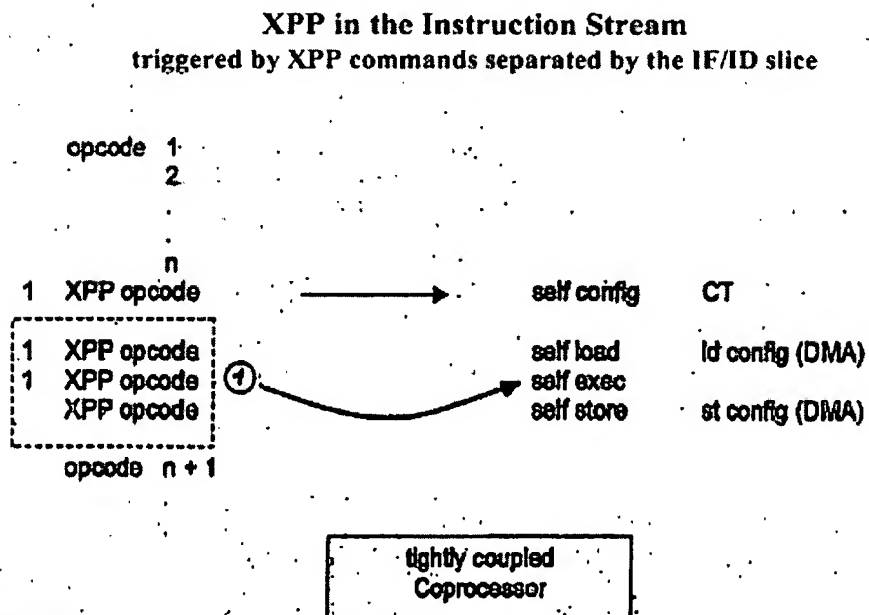 XPP in the Instruction Stream
triggered by XPP commands separated by the IF/ID slice
opcode 1
2
.
.
n
1 XPP opcode self config CT
1 XPP opcode self load ld config (DMA)
1 XPP opcode 1 self exec
XPP opcode self store st config (DMA)
opcode n + 1
tightly coupled
Coprocessor